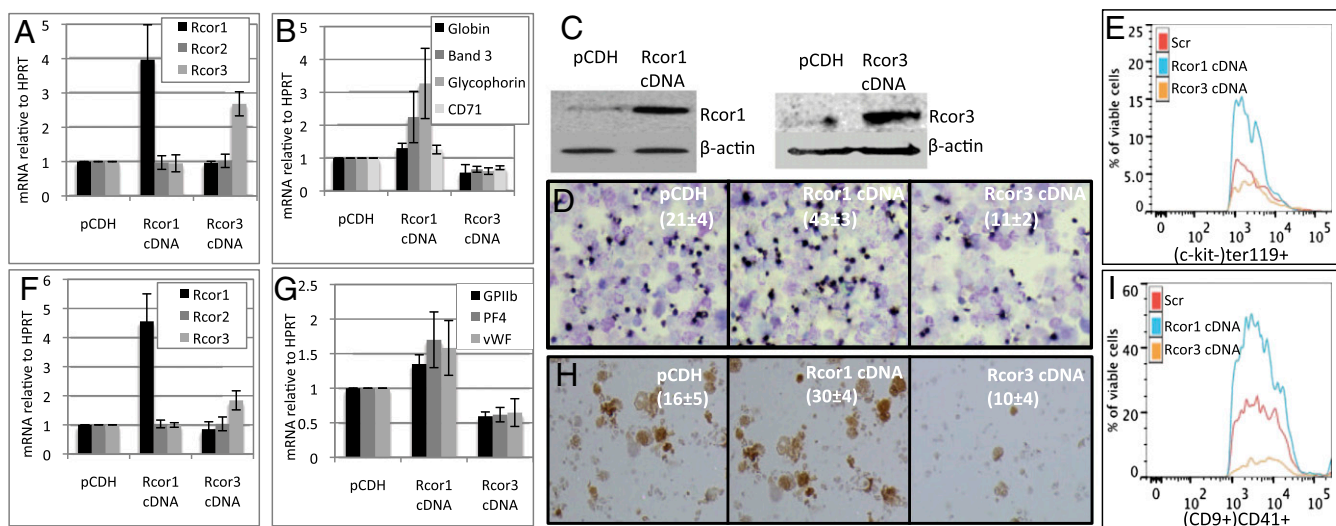 A
mRNA relative to HPRT
5
4
3
2
1
0
Rcor1
Rcor2
Rcor3
pCDH
Rcor1 cDNA
Rcor3 cDNA
B
mRNA relative to HPRT
5
4
3
2
1
0
Globin
Band 3
Glycophorin
CD71
pCDH
Rcor1 cDNA
Rcor3 cDNA
C
pCDH
Rcor1 cDNA
Rcor1
β-actin
pCDH
Rcor3 cDNA
Rcor3
β-actin
D
pCDH
(21±4)
Rcor1 cDNA
(43±3)
Rcor3 cDNA
(11±2)
E
% of viable cells
25
20
15
10
5.0
0
Scr
Rcor1 cDNA
Rcor3 cDNA
0
10²
10³
10⁴
10⁵
(c-kit-)ter119+
F
mRNA relative to HPRT
6
5
4
3
2
1
0
Rcor1
Rcor2
Rcor3
pCDH
Rcor1 cDNA
Rcor3 cDNA
G
mRNA relative to HPRT
2.5
2
1.5
1
0.5
0
GPIIb
PF4
vWF
pCDH
Rcor1 cDNA
Rcor3 cDNA
H
pCDH
(16±5)
Rcor1 cDNA
(30±4)
Rcor3 cDNA
(10±4)
I
% of viable cells
60
40
20
0
Scr
Rcor1 cDNA
Rcor3 cDNA
0
10²
10³
10⁴
10⁵
(CD9+)CD41+